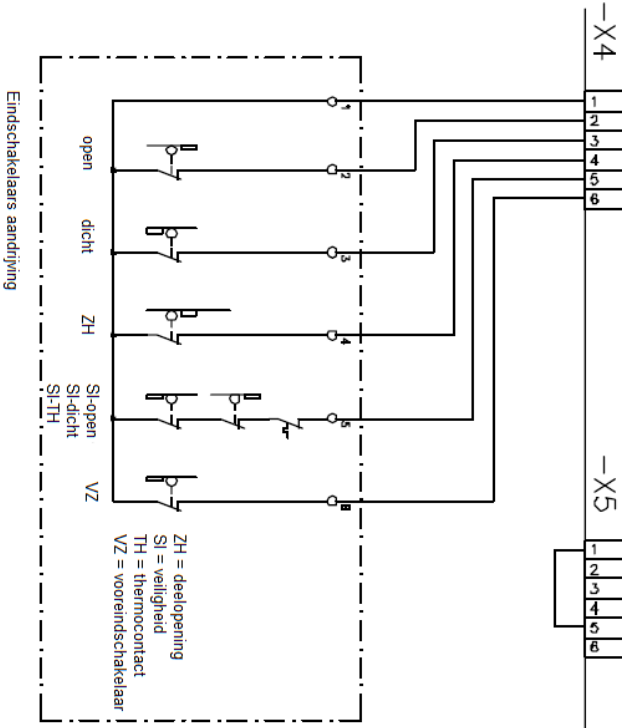 -X4
1
2
3
4
5
6
-X5
1
2
3
4
5
6
1
2
3
4
5
6
open
dicht
ZH
SI-open
SI-dicht
SI-TH
VZ
ZH = deelopening
SI = veiligheid
TH = thermocontact
VZ = vooreindschakelaar
Eindschakelaars aandrijving